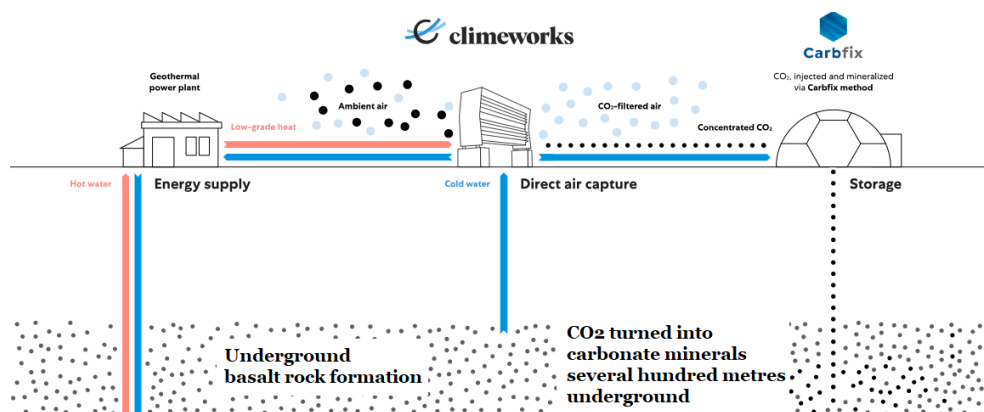 climeworks
Carbfix
CO₂, injected and mineralized
via Carbfix method
Geothermal
power plant
Ambient air
CO₂-filtered air
Low-grade heat
Concentrated CO₂
Hot water
Energy supply
Cold water
Direct air capture
Storage
Underground
basalt rock formation
CO2 turned into
carbonate minerals
several hundred metres
underground